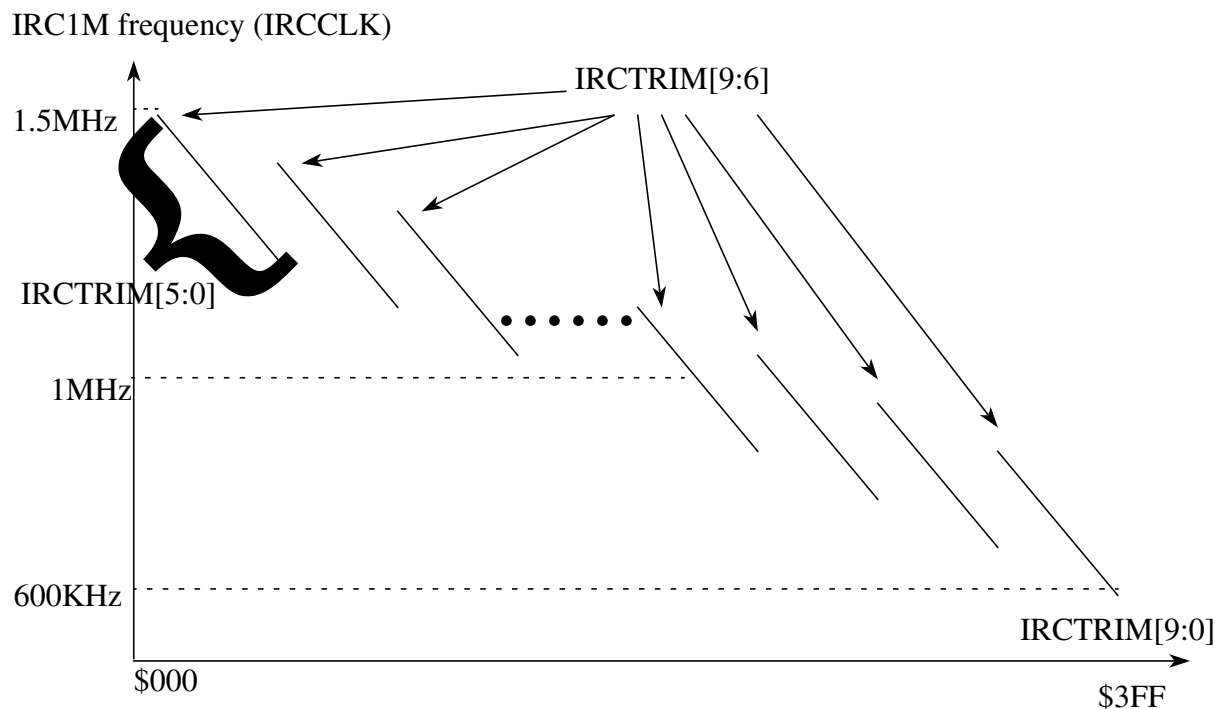 IRC1M frequency (IRCCLK)
IRCTRIM[9:6]
1.5MHz
IRCTRIM[5:0]
1MHz
600KHz
IRCTRIM[9:0]
$000
$3FF